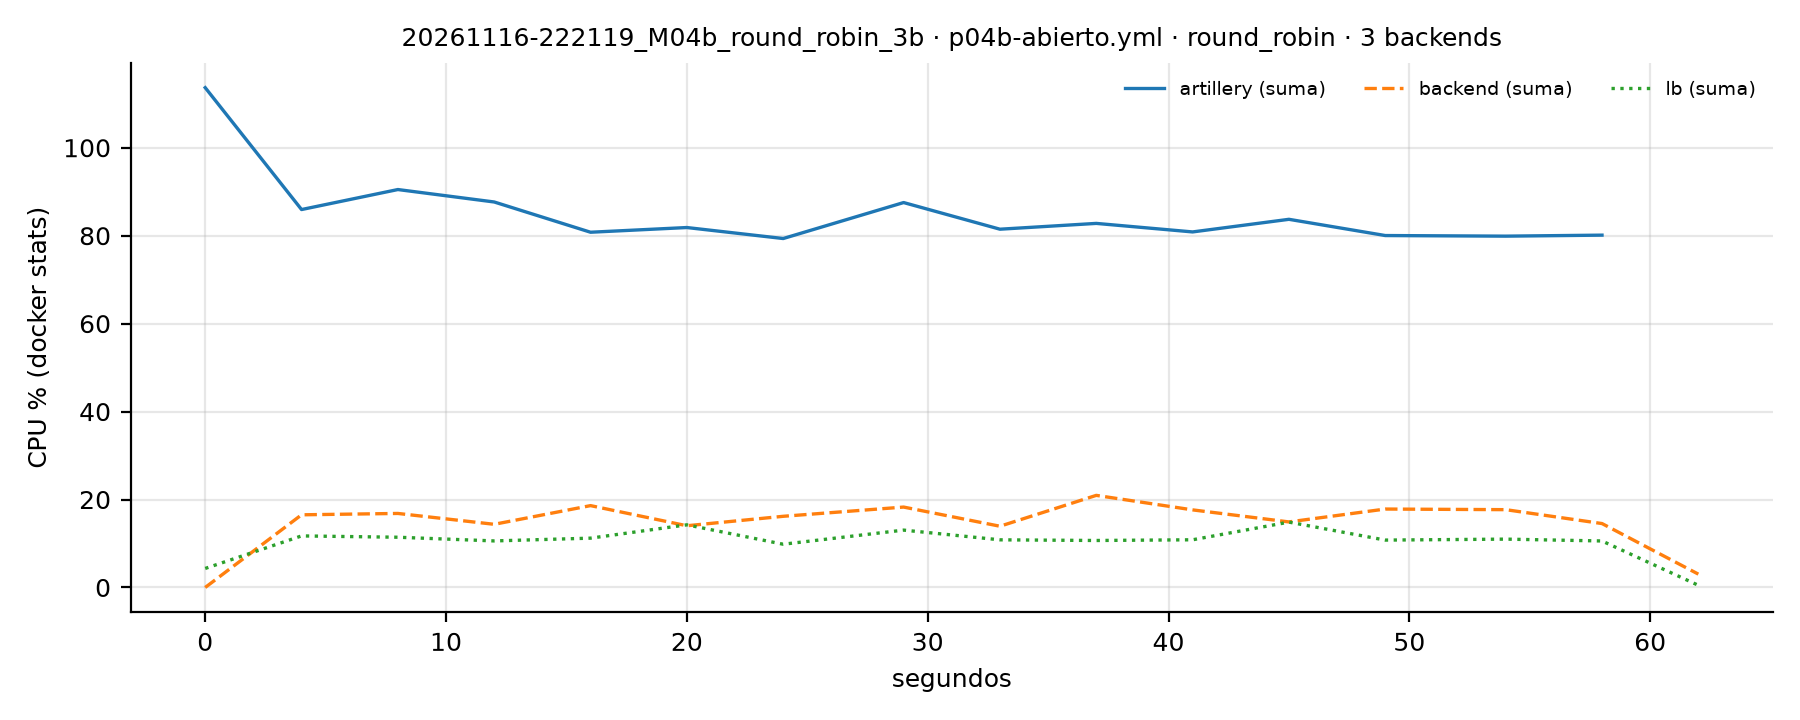 20261116-222119_M04b_round_robin_3b · p04b-abierto.yml · round_robin · 3 backends
artillery (suma) backend (suma) lb (suma)
CPU % (docker stats)
100
80
60
40
20
0
0 10 20 30 40 50 60
segundos